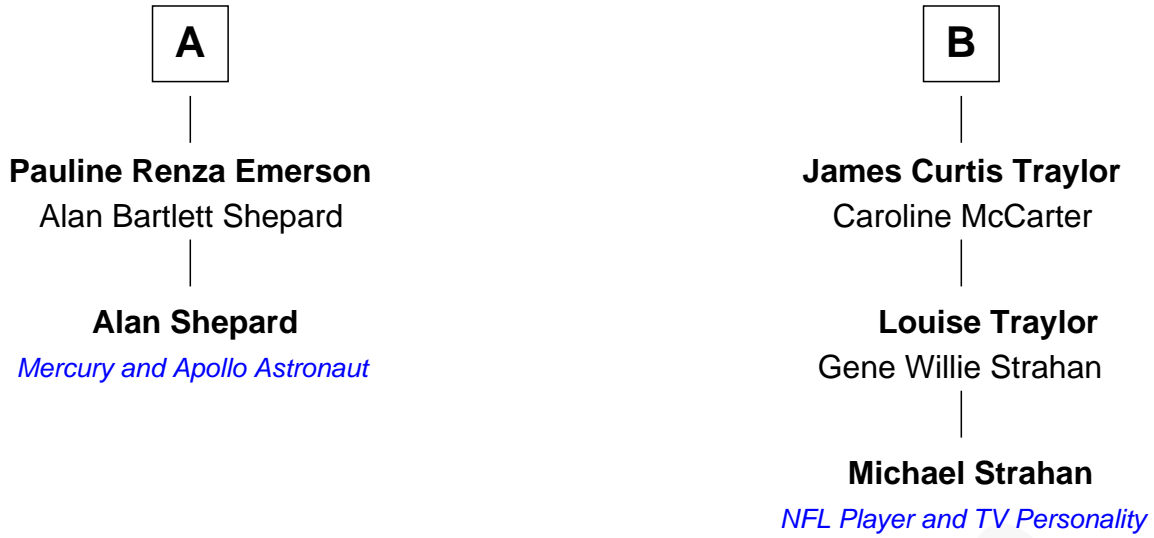 A
Pauline Renza Emerson
Alan Bartlett Shepard
Alan Shepard
Mercury and Apollo Astronaut
B
James Curtis Traylor
Caroline McCarter
Louise Traylor
Gene Willie Strahan
Michael Strahan
NFL Player and TV Personality